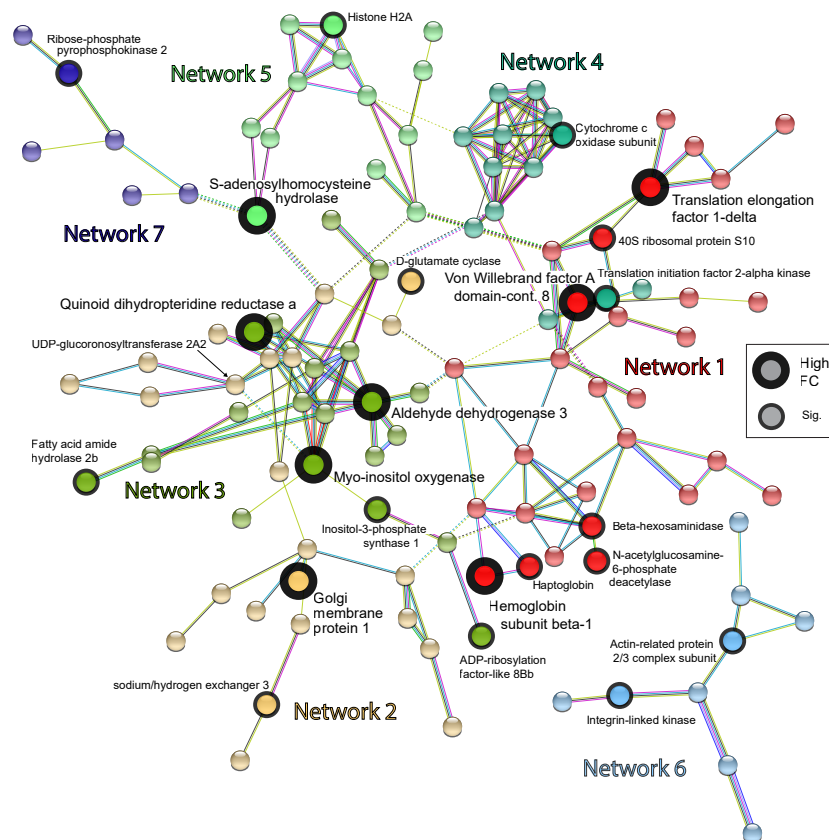 Histone H2A
Ribose-phosphate
pyrophosphokinase 2
Network 5
Network 4
Cytochrome c
oxidase subunit
S-adenosylhomocysteine
hydrolase
Translation elongation
factor 1-delta
Network 7
40S ribosomal protein S10
D-glutamate cyclase
Von Willebrand factor A
domain-cont. 8
Translation initiation factor 2-alpha kinase
Quinoid dihydropteridine reductase a
UDP-glucoronosyltransferase 2A2
Network 1
High
FC
Sig.
Aldehyde dehydrogenase 3
Fatty acid amide
hydrolase 2b
Network 3
Myo-inositol oxygenase
Inositol-3-phosphate
synthase 1
Beta-hexosaminidase
N-acetylglucosamine-
6-phosphate
deacetylase
Haptoglobin
Hemoglobin
subunit beta-1
Golgi
membrane
protein 1
Actin-related protein
2/3 complex subunit
ADP-ribosylation
factor-like 8Bb
sodium/hydrogen exchanger 3
Network 2
Integrin-linked kinase
Network 6